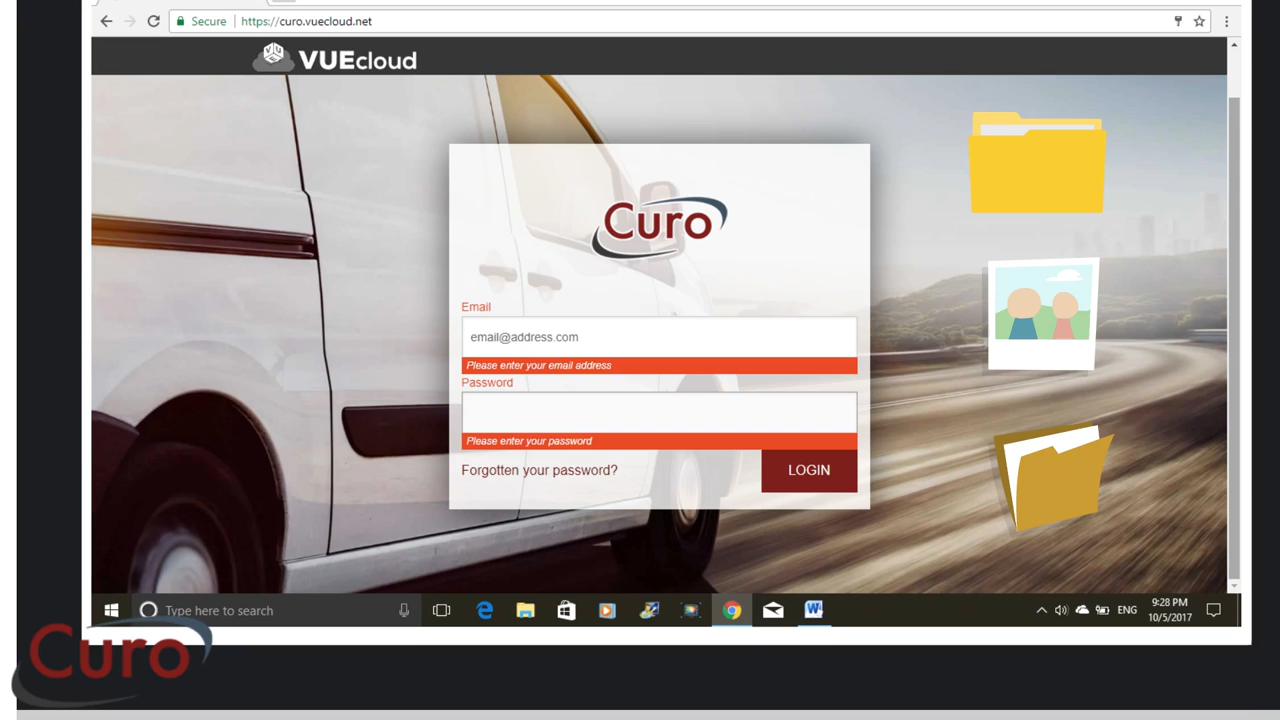 Secure https://curo.vuecloud.net
VUEcloud
Curo
Email
email@address.com
Please enter your email address
Password
Please enter your password
Forgotten your password? LOGIN
Type here to search
ENG
9:28 PM
10/5/2017
Curo